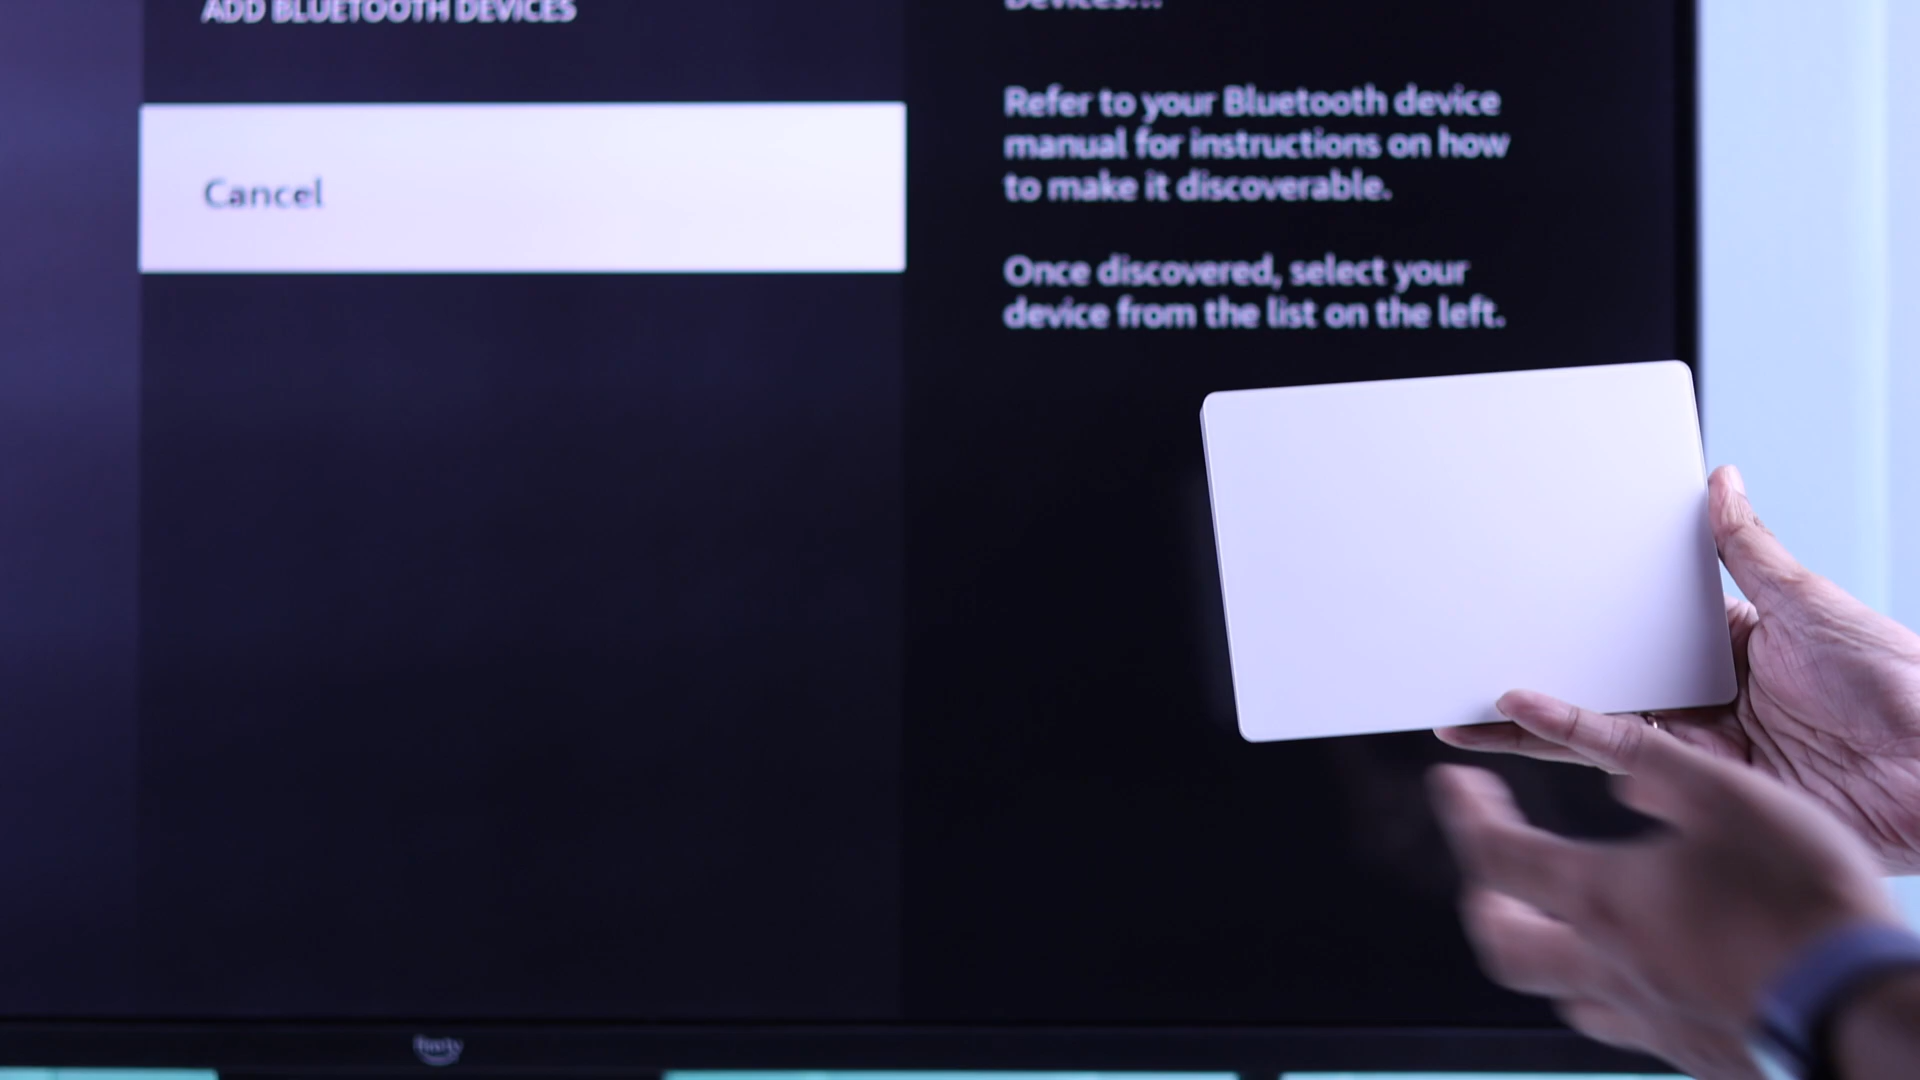 ADD BLUETOOTH DEVICES
Cancel
Devices...
Refer to your Bluetooth device
manual for instructions on how
to make it discoverable.
Once discovered, select your
device from the list on the left.